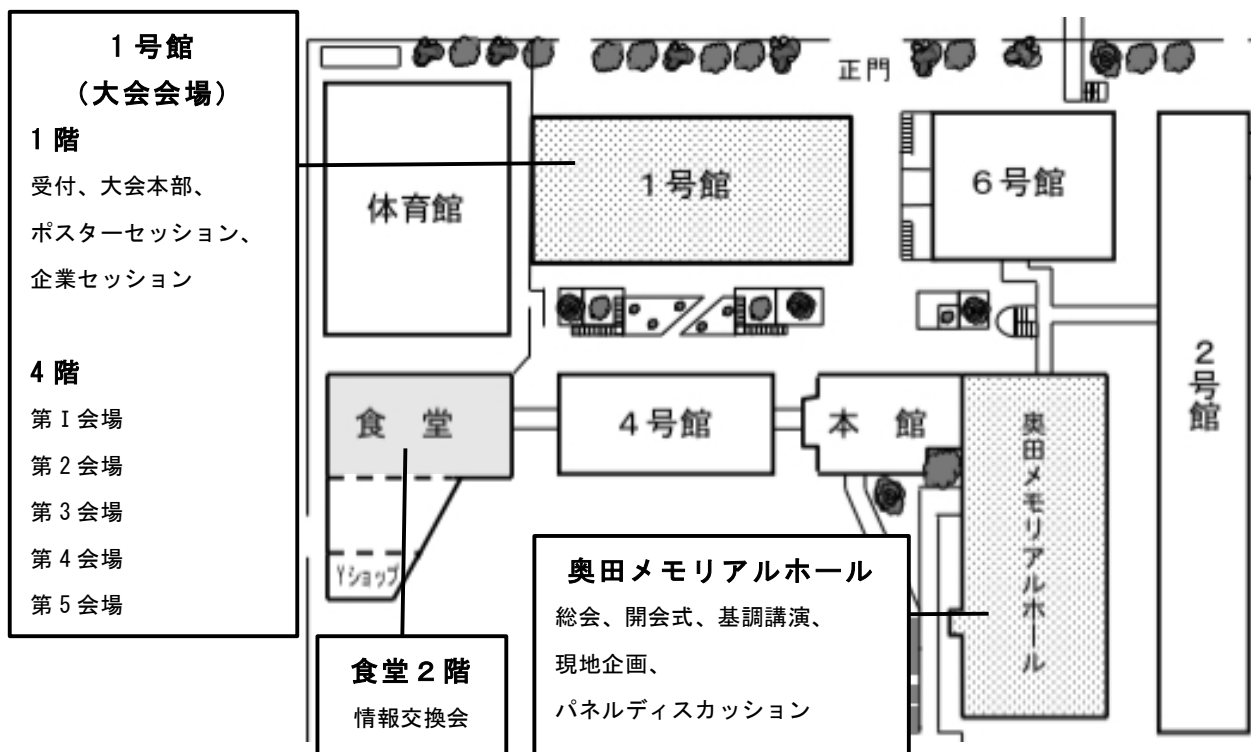 1号館
(大会会場)
1階
受付、大会本部、
ポスターセッション、
企業セッション
4階
第Ⅰ会場
第2会場
第3会場
第4会場
第5会場
正門
体育館
1号館
6号館
2号館
食堂
4号館
本館
奥田メモリアルホール
Yショップ
食堂2階
情報交換会
奥田メモリアルホール
総会、開会式、基調講演、
現地企画、
パネルディスカッション